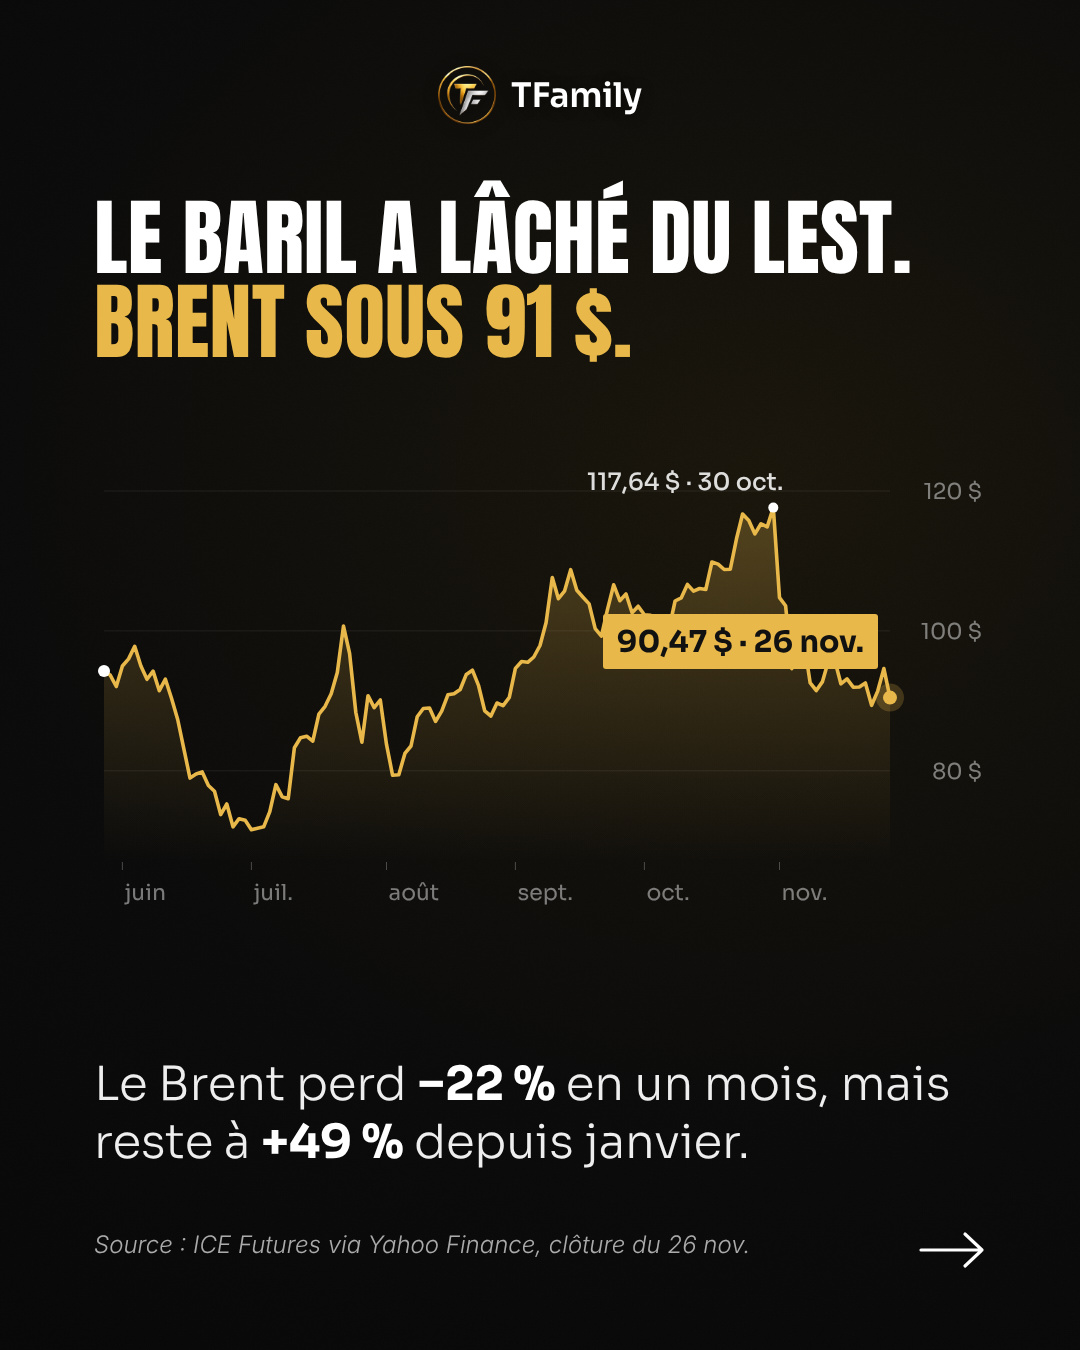 TFamily
LE BARIL A LÂCHÉ DU LEST.
BRENT SOUS 91 $.
117,64 $ · 30 oct.
120 $
90,47 $ · 26 nov.
100 $
80 $
juin juil. août sept. oct. nov.
Le Brent perd −22 % en un mois, mais
reste à +49 % depuis janvier.
Source : ICE Futures via Yahoo Finance, clôture du 26 nov.